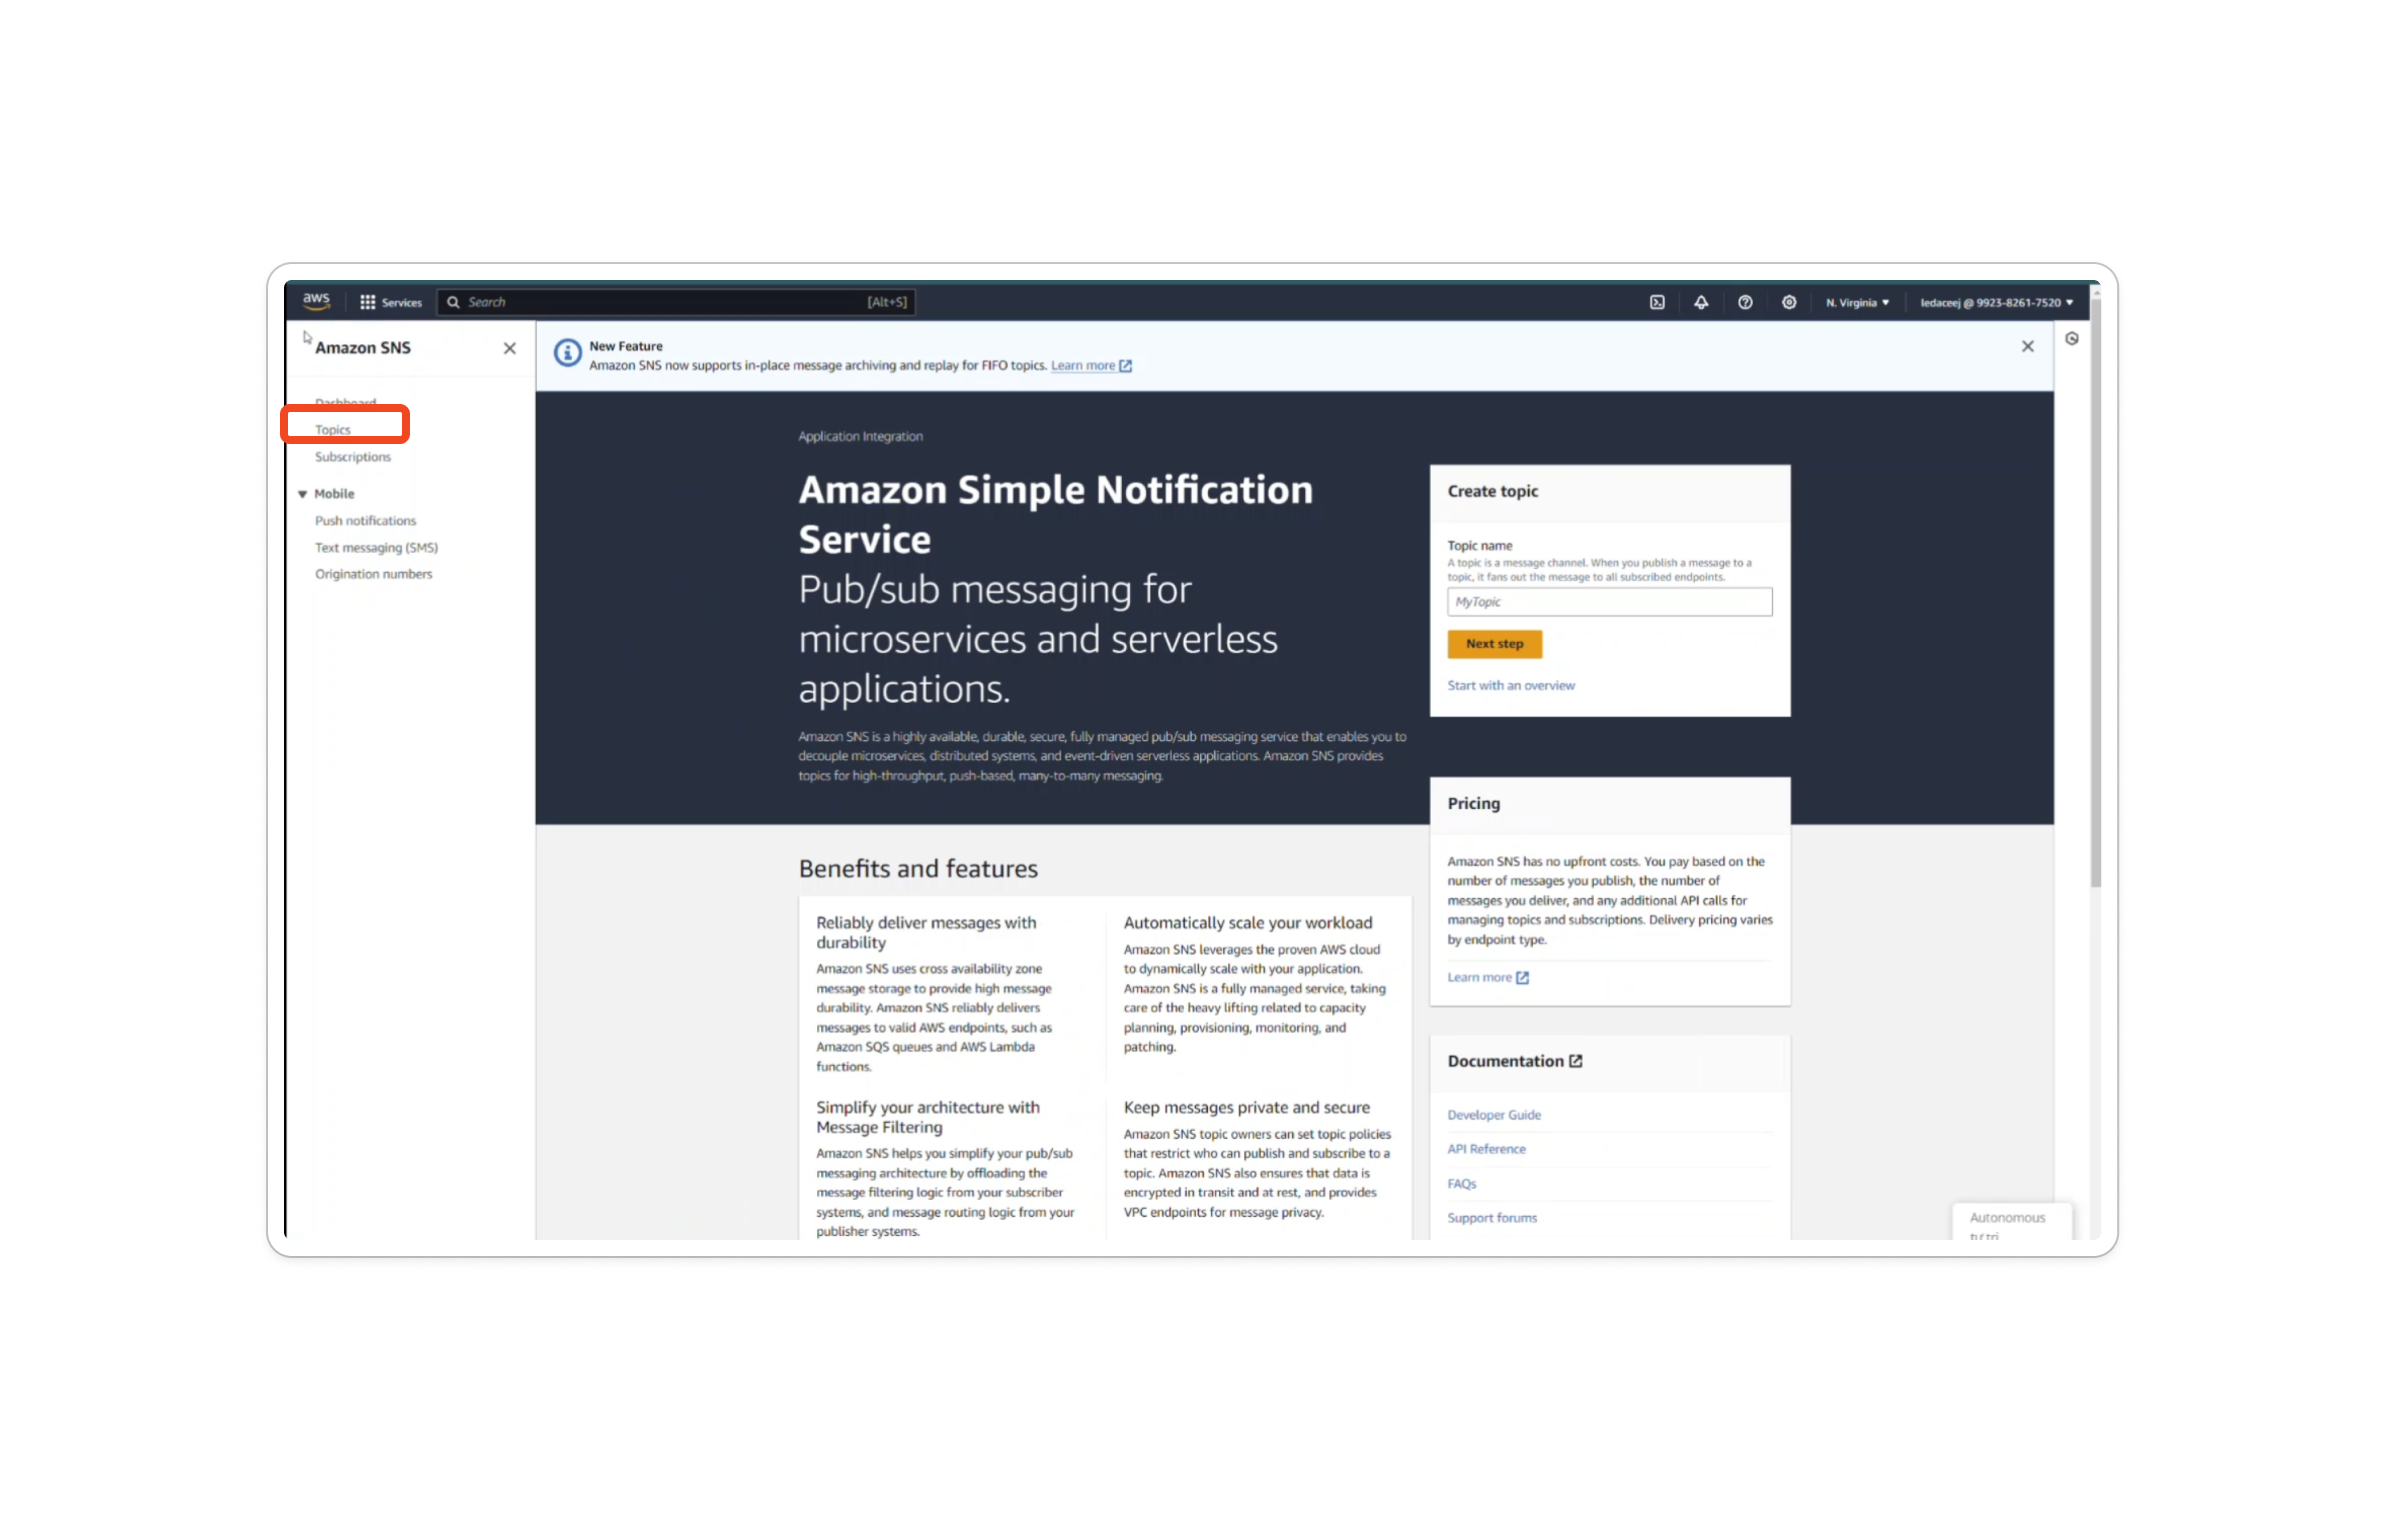 aws
Services
Search
[Alt+S]
N. Virginia
ledaceej @ 9923-8261-7520
Amazon SNS
Dashboard
Topics
Subscriptions
Mobile
Push notifications
Text messaging (SMS)
Origination numbers
New Feature
Amazon SNS now supports in-place message archiving and replay for FIFO topics. Learn more
Application Integration
Amazon Simple Notification
Service
Pub/sub messaging for
microservices and serverless
applications.
Amazon SNS is a highly available, durable, secure, fully managed pub/sub messaging service that enables you to
decouple microservices, distributed systems, and event-driven serverless applications. Amazon SNS provides
topics for high-throughput, push-based, many-to-many messaging.
Create topic
Topic name
A topic is a message channel. When you publish a message to a
topic, it fans out the message to all subscribed endpoints.
MyTopic
Next step
Start with an overview
Pricing
Amazon SNS has no upfront costs. You pay based on the
number of messages you publish, the number of
messages you deliver, and any additional API calls for
managing topics and subscriptions. Delivery pricing varies
by endpoint type.
Learn more
Benefits and features
Reliably deliver messages with
durability
Amazon SNS uses cross availability zone
message storage to provide high message
durability. Amazon SNS reliably delivers
messages to valid AWS endpoints, such as
Amazon SQS queues and AWS Lambda
functions.
Automatically scale your workload
Amazon SNS leverages the proven AWS cloud
to dynamically scale with your application.
Amazon SNS is a fully managed service, taking
care of the heavy lifting related to capacity
planning, provisioning, monitoring, and
patching.
Simplify your architecture with
Message Filtering
Amazon SNS helps you simplify your pub/sub
messaging architecture by offloading the
message filtering logic from your subscriber
systems, and message routing logic from your
publisher systems.
Keep messages private and secure
Amazon SNS topic owners can set topic policies
that restrict who can publish and subscribe to a
topic. Amazon SNS also ensures that data is
encrypted in transit and at rest, and provides
VPC endpoints for message privacy.
Documentation
Developer Guide
API Reference
FAQs
Support forums
Autonomous